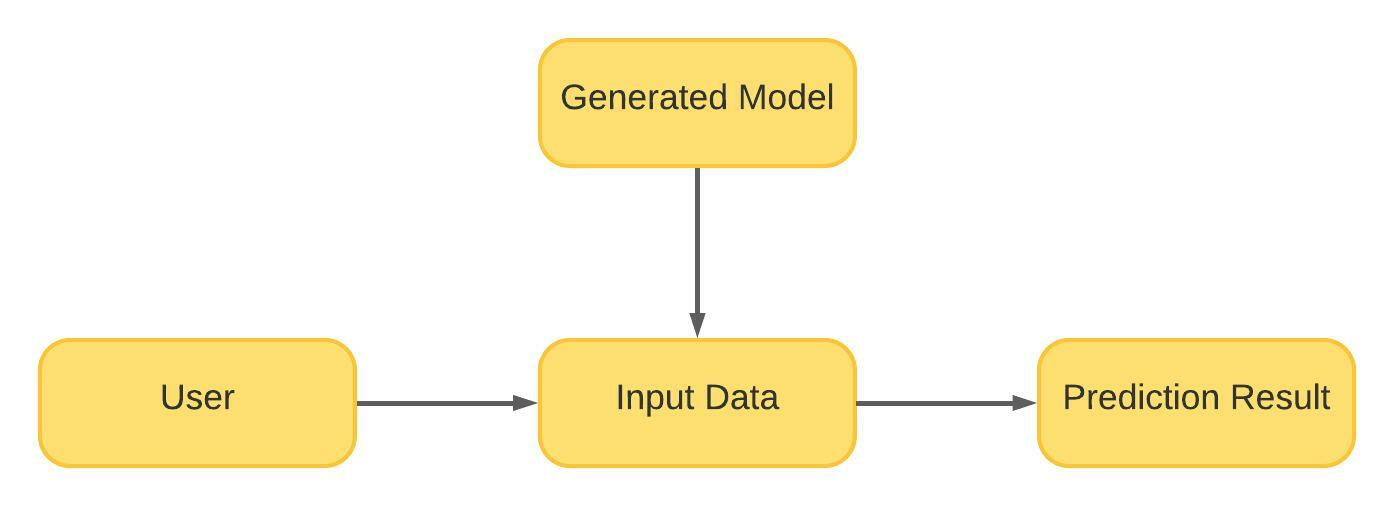 Generated Model
User
Input Data
Prediction Result